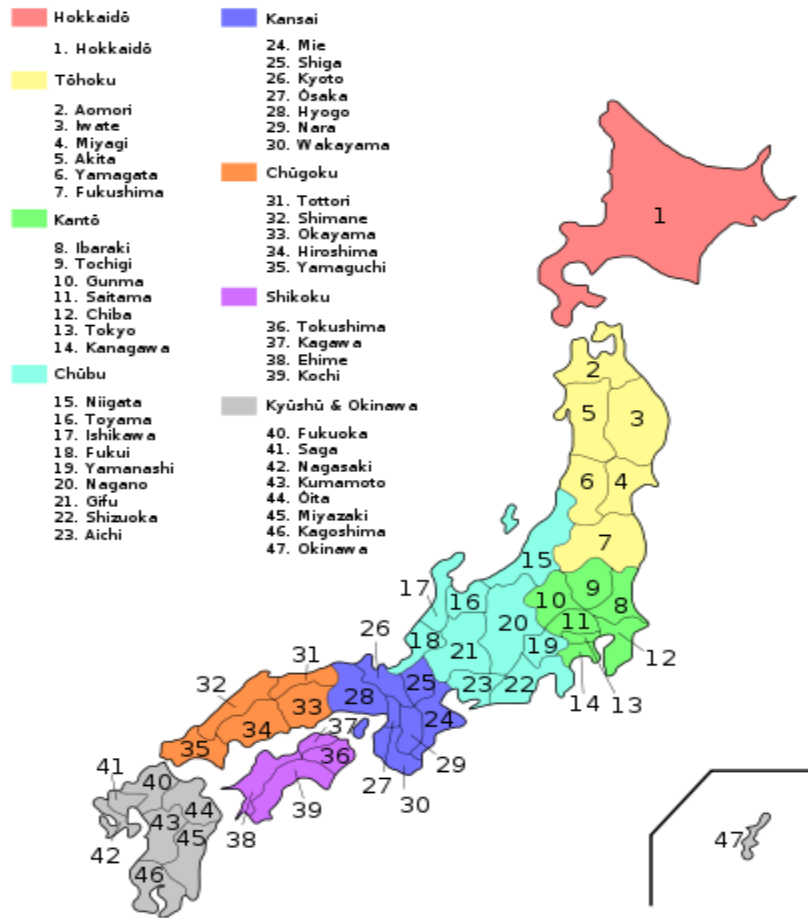 Hokkaidō
1. Hokkaidō
Tōhoku
2. Aomori
3. Iwate
4. Miyagi
5. Akita
6. Yamagata
7. Fukushima
Kantō
8. Ibaraki
9. Tochigi
10. Gunma
11. Saitama
12. Chiba
13. Tokyo
14. Kanagawa
Chūbu
15. Niigata
16. Toyama
17. Ishikawa
18. Fukui
19. Yamanashi
20. Nagano
21. Gifu
22. Shizuoka
23. Aichi
Kansai
24. Mie
25. Shiga
26. Kyoto
27. Ōsaka
28. Hyogo
29. Nara
30. Wakayama
Chūgoku
31. Tottori
32. Shimane
33. Okayama
34. Hiroshima
35. Yamaguchi
Shikoku
36. Tokushima
37. Kagawa
38. Ehime
39. Kochi
Kyūshū & Okinawa
40. Fukuoka
41. Saga
42. Nagasaki
43. Kumamoto
44. Ōita
45. Miyazaki
46. Kagoshima
47. Okinawa
1
2
5
3
6
4
7
15
17
16
10
9
8
11
20
18
21
19
12
26
31
25
23
22
14
13
32
28
33
24
34
37
35
36
29
41
40
27
30
39
44
43
38
45
42
46
47